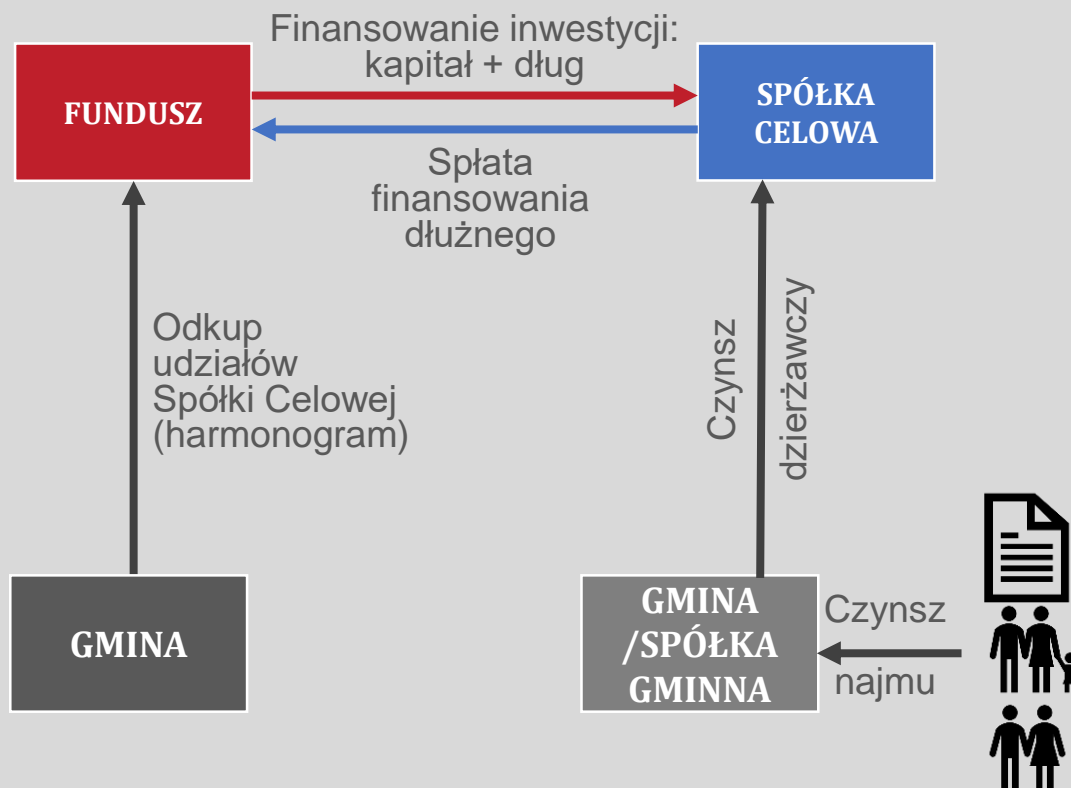 Finansowanie inwestycji:
kapitał + dług
FUNDUSZ
SPÓŁKA
CELOWA
Spłata
finansowania
dłużnego
Odkup
udziałów
Spółki Celowej
(harmonogram)
Czynsz
dzierżawczy
GMINA
GMINA
/SPÓŁKA
GMINNA
Czynsz
najmu